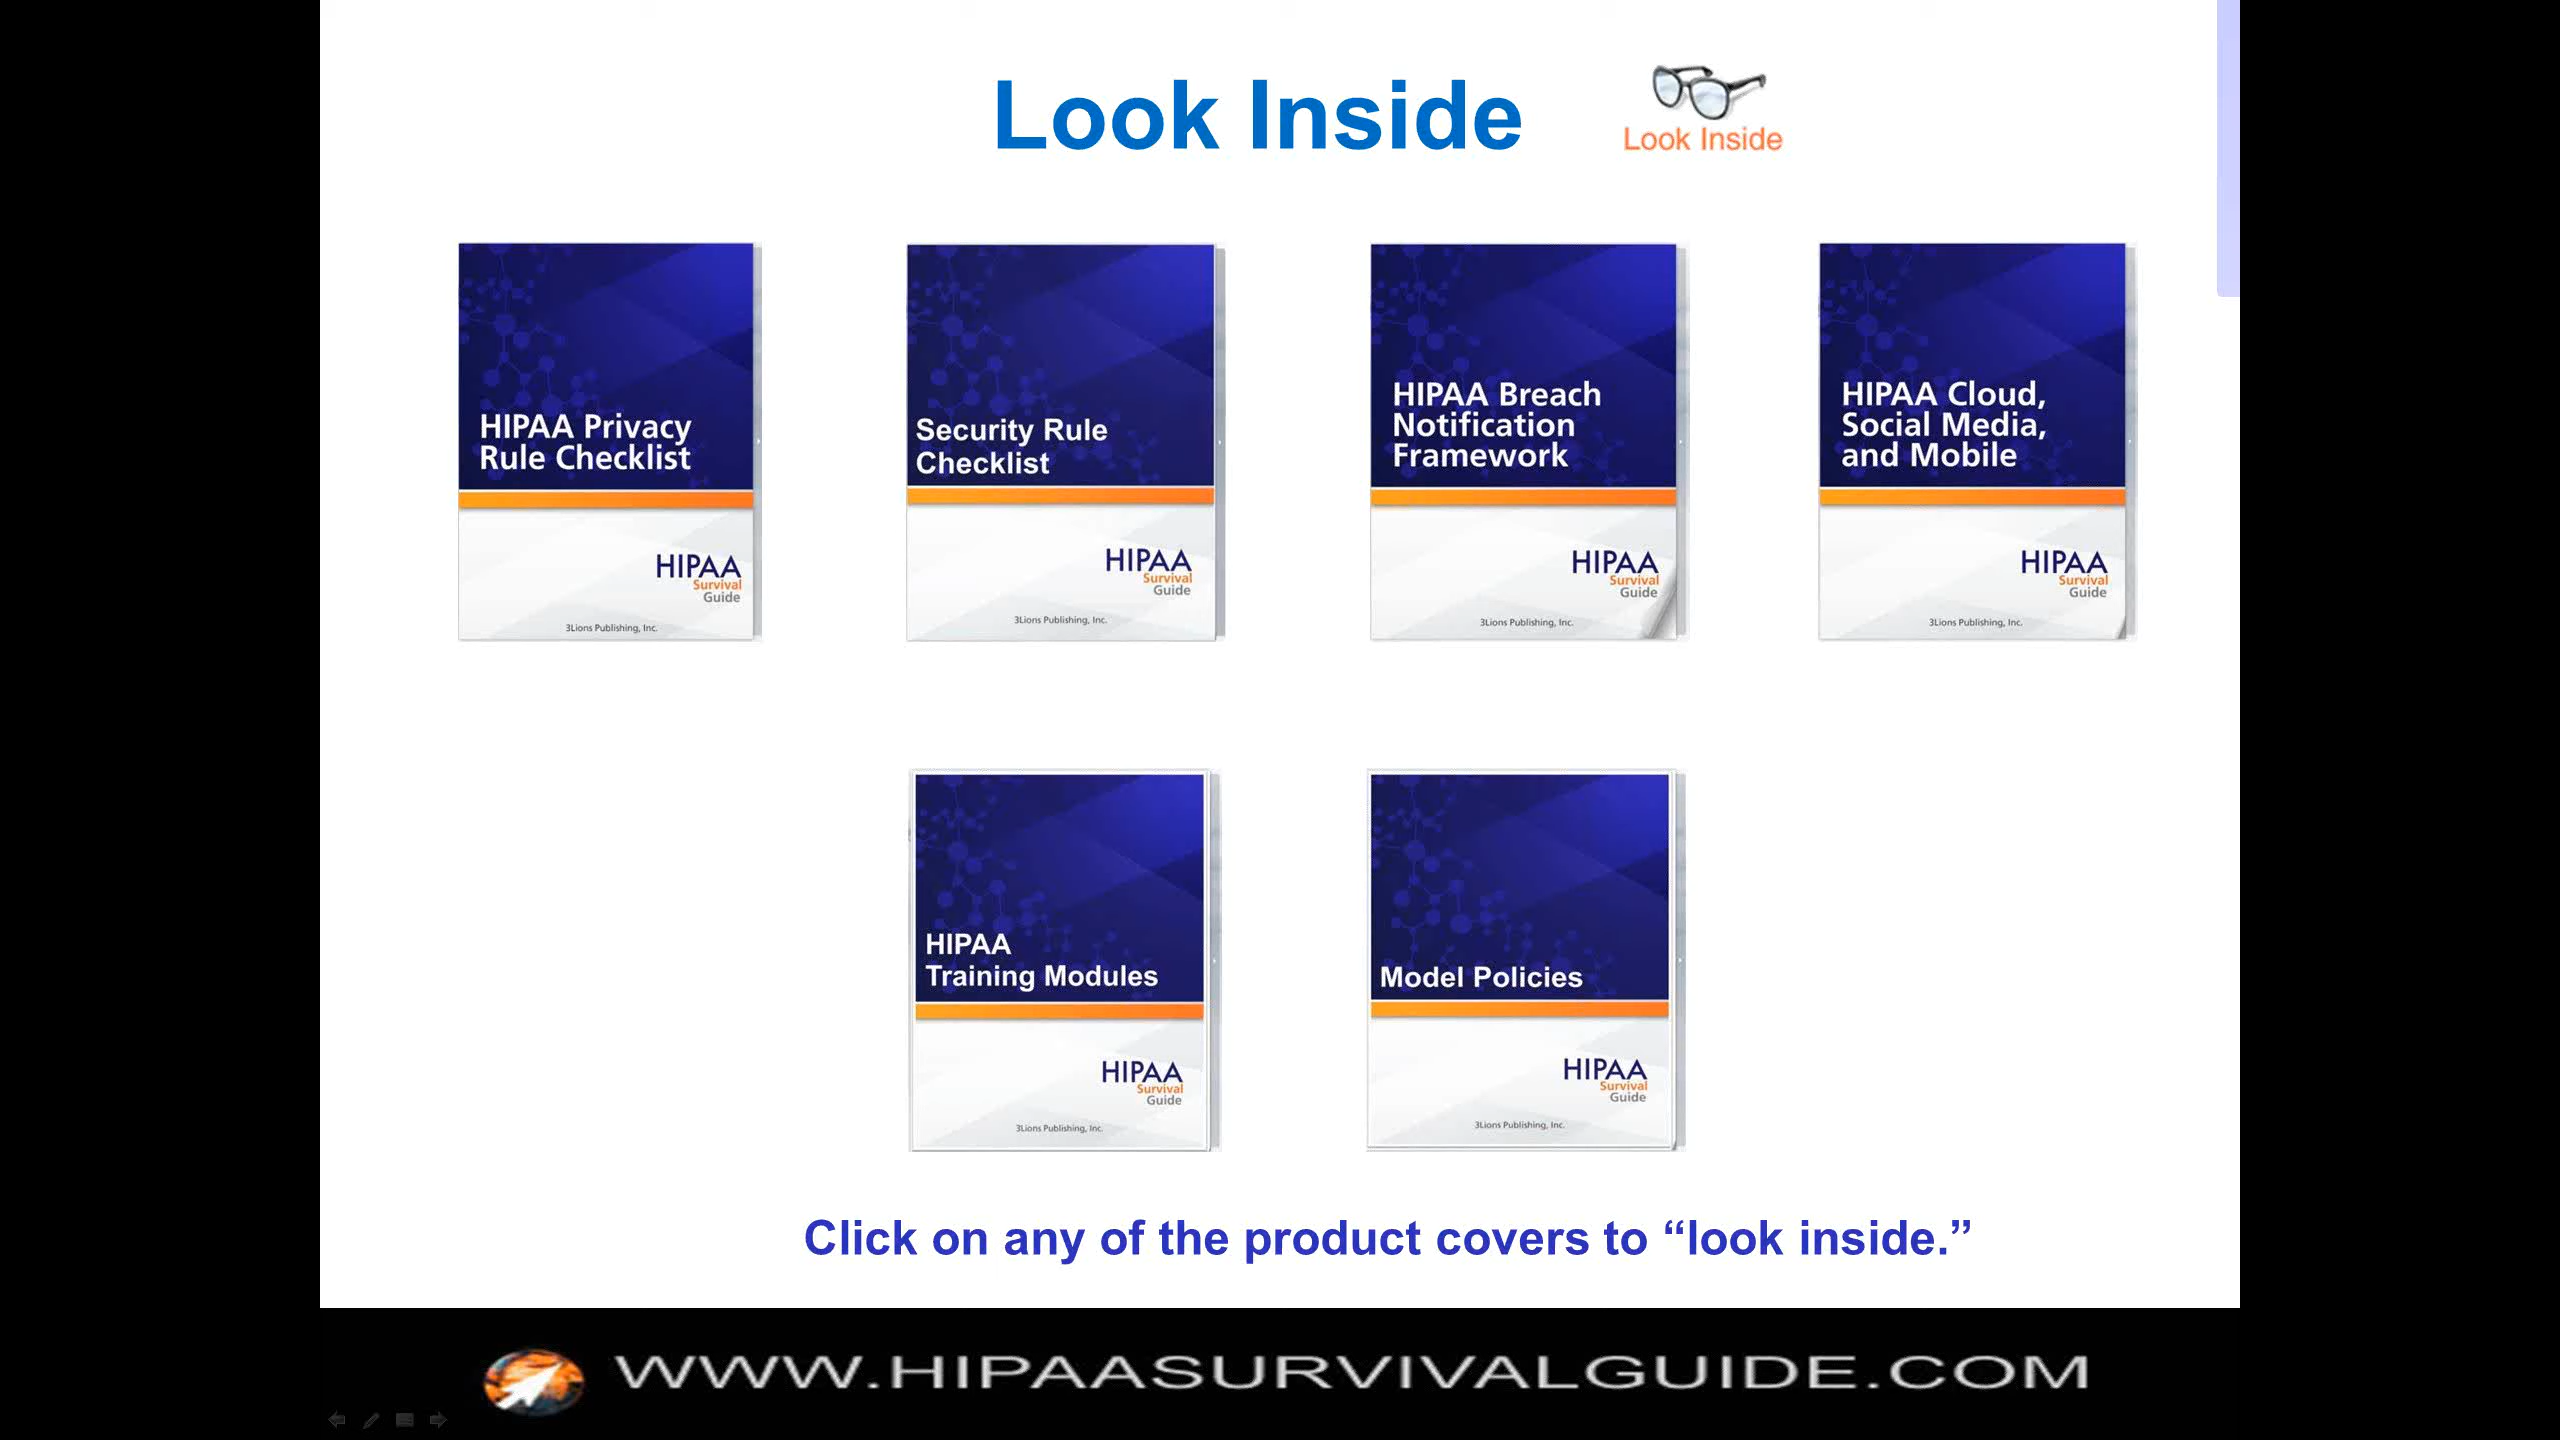 Look Inside
Look Inside
HIPAA Privacy
Rule Checklist
HIPAA
Survival
Guide
3Lions Publishing, Inc.
Security Rule
Checklist
HIPAA
Survival
Guide
3Lions Publishing, Inc.
HIPAA Breach
Notification
Framework
HIPAA
Survival
Guide
3Lions Publishing, Inc.
HIPAA Cloud,
Social Media,
and Mobile
HIPAA
Survival
Guide
3Lions Publishing, Inc.
HIPAA
Training Modules
HIPAA
Survival
Guide
3Lions Publishing, Inc.
Model Policies
HIPAA
Survival
Guide
3Lions Publishing, Inc.
Click on any of the product covers to “look inside.”
WWW.HIPAASURVIVALGUIDE.COM